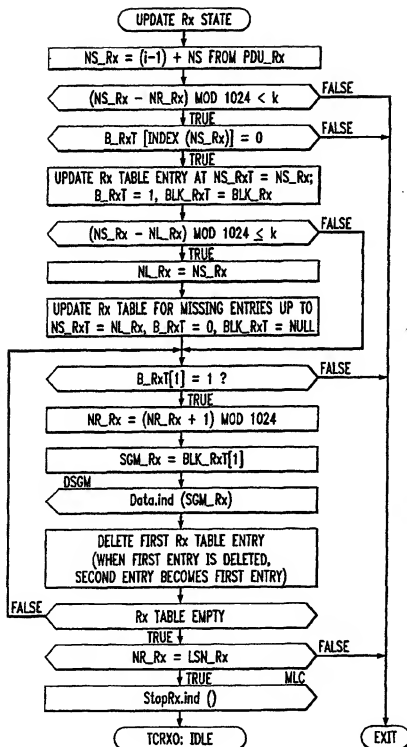 UPDATE Rx STATE
NS_Rx = (i-1) + NS FROM PDU_Rx
(NS_Rx - NR_Rx) MOD 1024 < k
FALSE
TRUE
B_RxT [INDEX (NS_Rx)] = 0
FALSE
TRUE
UPDATE Rx TABLE ENTRY AT NS_RxT = NS_Rx;
B_RxT = 1, BLK_RxT = BLK_Rx
(NS_Rx - NL_Rx) MOD 1024 ≤ k
FALSE
TRUE
NL_Rx = NS_Rx
UPDATE Rx TABLE FOR MISSING ENTRIES UP TO
NS_RxT = NL_Rx, B_RxT = 0, BLK_RxT = NULL
B_RxT[1] = 1 ?
FALSE
TRUE
NR_Rx = (NR_Rx + 1) MOD 1024
SGM_Rx = BLK_RxT[1]
DSGM
Data.ind (SGM_Rx)
DELETE FIRST Rx TABLE ENTRY
(WHEN FIRST ENTRY IS DELETED,
SECOND ENTRY BECOMES FIRST ENTRY)
FALSE
Rx TABLE EMPTY
TRUE
NR_Rx = LSN_Rx
FALSE
TRUE
MLC
StopRx.ind ()
TCRXO: IDLE
EXIT